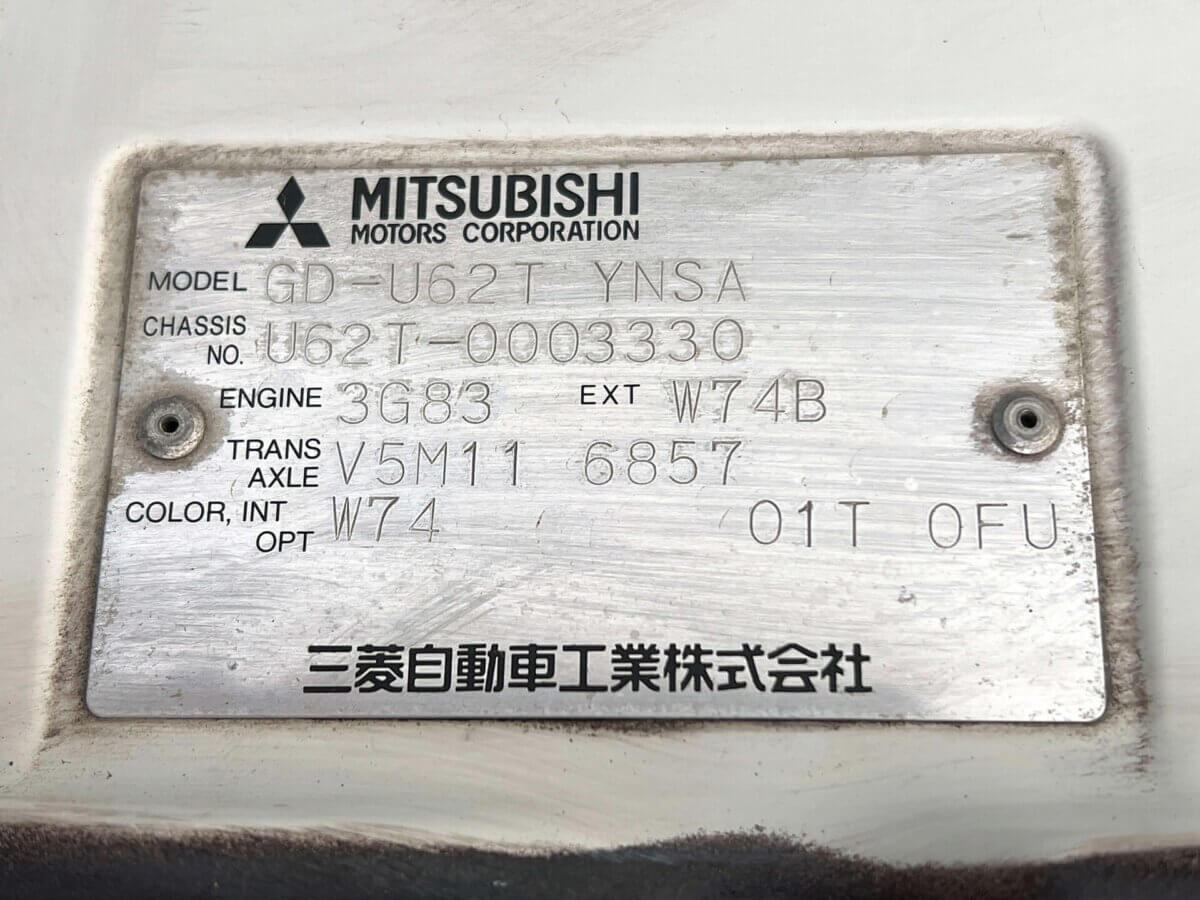 MITSUBISHI
MOTORS CORPORATION
MODEL GD-U62T YNSA
CHASSIS NO. U62T-0003330
ENGINE 3G83 EXT W74B
TRANS AXLE V5M11 6857
COLOR, INT OPT W74 01T 0FU
三菱自動車工業株式会社